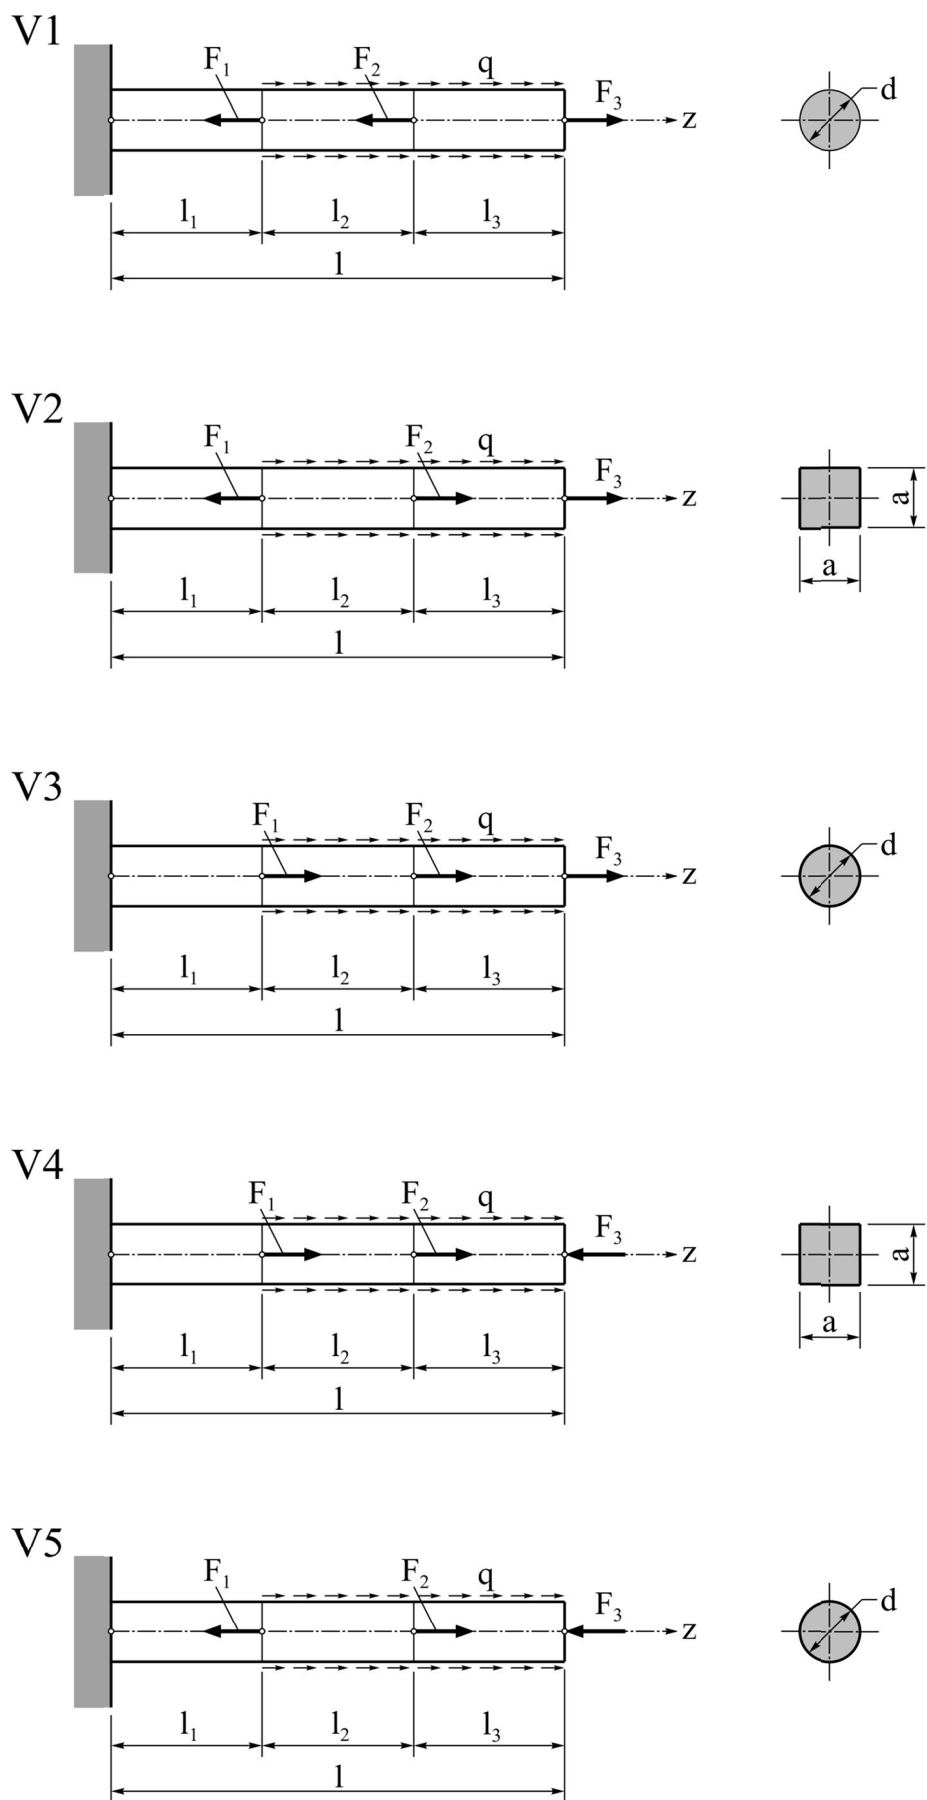 V1
F₁ F₂ q F₃ z d
l₁ l₂ l₃
l
V2
F₁ F₂ q F₃ z a
l₁ l₂ l₃ a
l
V3
F₁ F₂ q F₃ z d
l₁ l₂ l₃
l
V4
F₁ F₂ q F₃ z a
l₁ l₂ l₃ a
l
V5
F₁ F₂ q F₃ z d
l₁ l₂ l₃
l